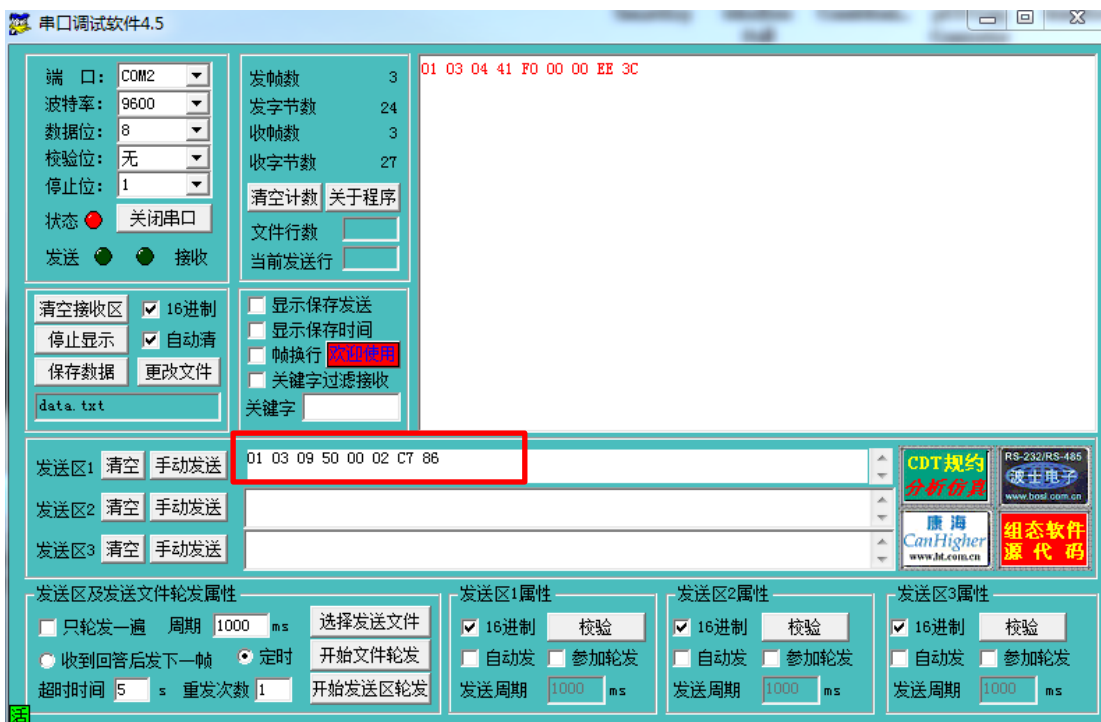 串口调试软件4.5
端 口: COM2
波特率: 9600
数据位: 8
校验位: 无
停止位: 1
状态 关闭串口
发送 接收
发帧数 3
发字节数 24
收帧数 3
收字节数 27
清空计数 关于程序
文件行数
当前发送行
01 03 04 41 F0 00 00 EE 3C
清空接收区 16进制
停止显示 自动清
保存数据 更改文件
data.txt
显示保存发送
显示保存时间
帧换行 欢迎使用
关键字过滤接收
关键字
发送区1 清空 手动发送 01 03 09 50 00 02 C7 86
发送区2 清空 手动发送
发送区3 清空 手动发送
CDT规约
分析仿真
RS-232/RS-485
波士电子
www.bosi.com.cn
康海
CanHigher
www.ht.com.cn
组态软件
源代码
发送区及发送文件轮发属性
只轮发一遍 周期 1000 ms 选择发送文件
收到回答后发下一帧 定时 开始文件轮发
超时时间 5 s 重发次数 1 开始发送区轮发
发送区1属性
16进制 校验
自动发 参加轮发
发送周期 1000 ms
发送区2属性
16进制 校验
自动发 参加轮发
发送周期 1000 ms
发送区3属性
16进制 校验
自动发 参加轮发
发送周期 1000 ms
活